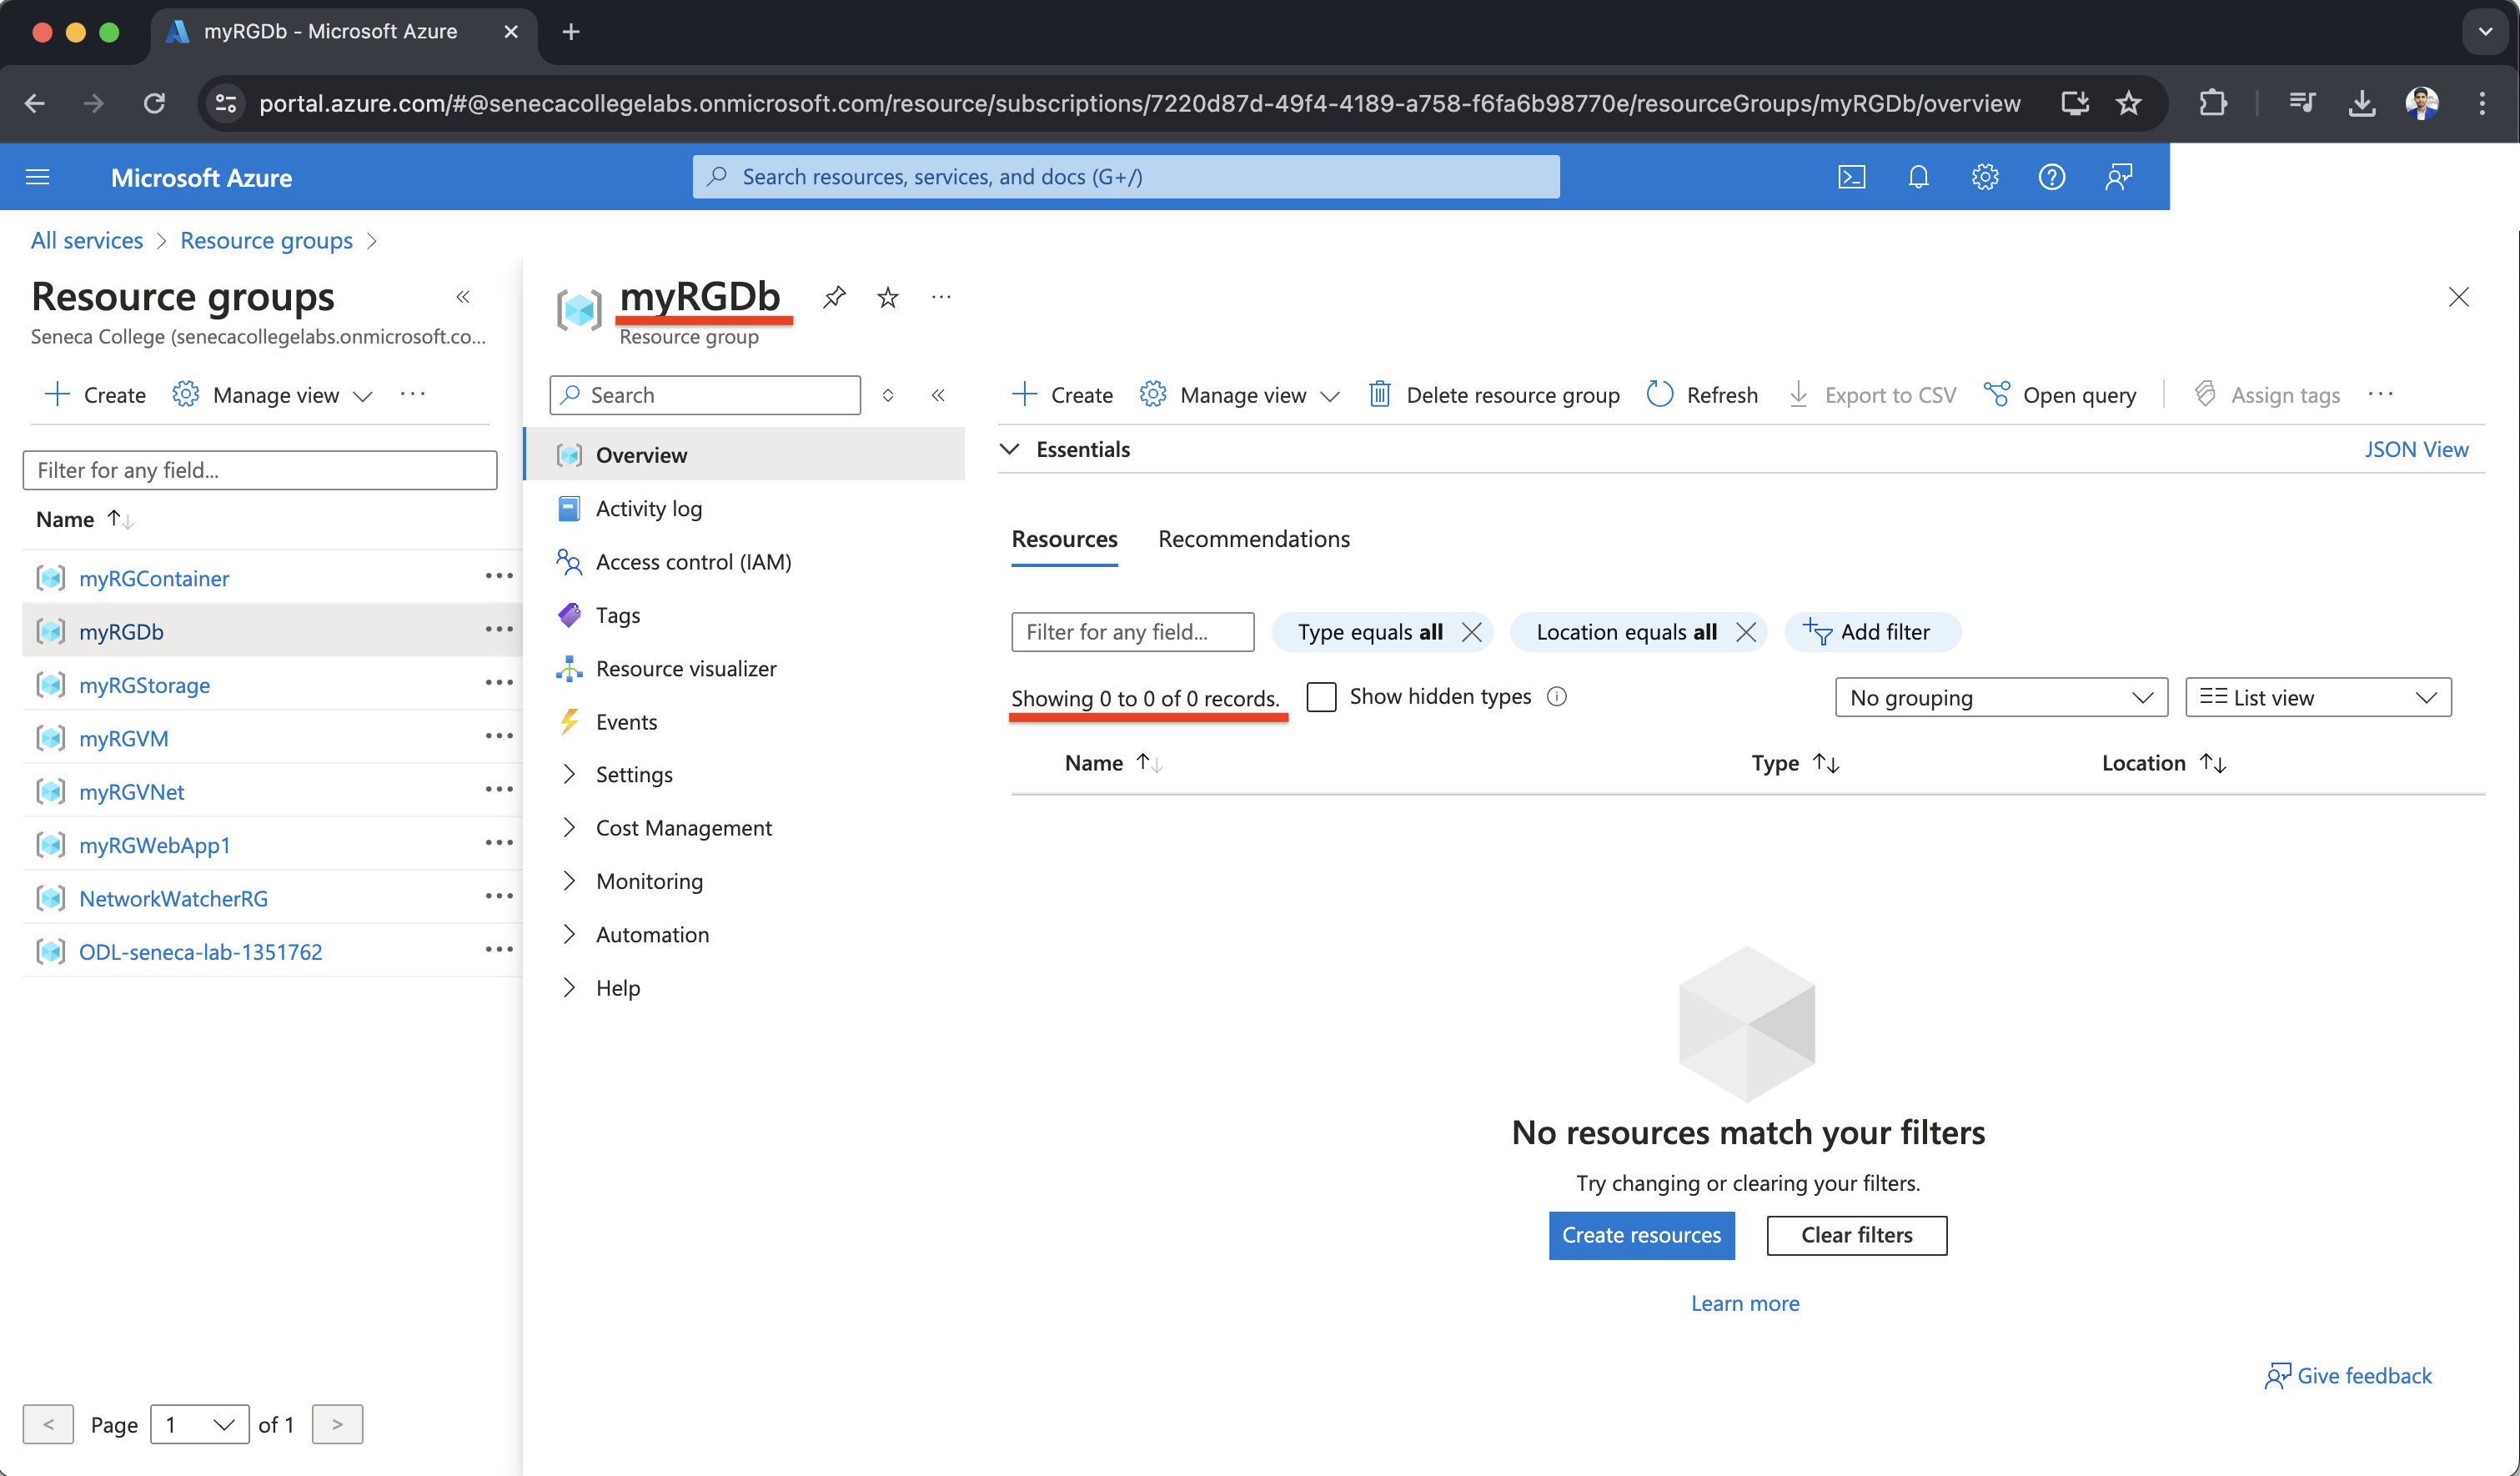 myRGDb - Microsoft Azure
portal.azure.com/#@senecacollegelabs.onmicrosoft.com/resource/subscriptions/7220d87d-49f4-4189-a758-f6fa6b98770e/resourceGroups/myRGDb/overview
Microsoft Azure
Search resources, services, and docs (G+/)
All services > Resource groups >
Resource groups
Seneca College (senecacollegelabs.onmicrosoft.co...
Create Manage view ...
Filter for any field...
Name
myRGContainer
myRGDb
myRGStorage
myRGVM
myRGVNet
myRGWebApp1
NetworkWatcherRG
ODL-seneca-lab-1351762
< Page 1 of 1 >
myRGDb
Resource group
Search
Overview
Activity log
Access control (IAM)
Tags
Resource visualizer
Events
Settings
Cost Management
Monitoring
Automation
Help
Create Manage view Delete resource group Refresh Export to CSV Open query Assign tags ...
Essentials JSON View
Resources Recommendations
Filter for any field... Type equals all Location equals all Add filter
Showing 0 to 0 of 0 records. Show hidden types No grouping List view
Name Type Location
No resources match your filters
Try changing or clearing your filters.
Create resources Clear filters
Learn more
Give feedback